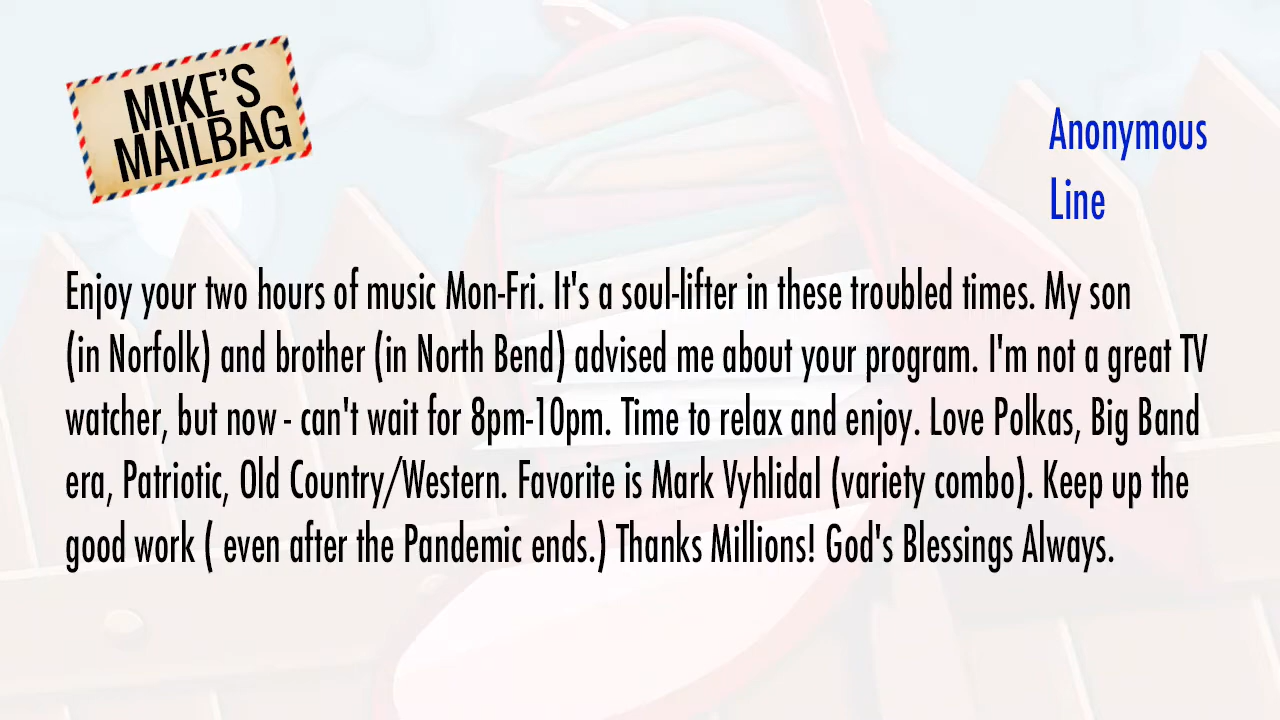 MIKE'S
MAILBAG
Anonymous
Line
Enjoy your two hours of music Mon-Fri. It's a soul-lifter in these troubled times. My son
(in Norfolk) and brother (in North Bend) advised me about your program. I'm not a great TV
watcher, but now - can't wait for 8pm-10pm. Time to relax and enjoy. Love Polkas, Big Band
era, Patriotic, Old Country/Western. Favorite is Mark Vyhlidal (variety combo). Keep up the
good work ( even after the Pandemic ends.) Thanks Millions! God's Blessings Always.